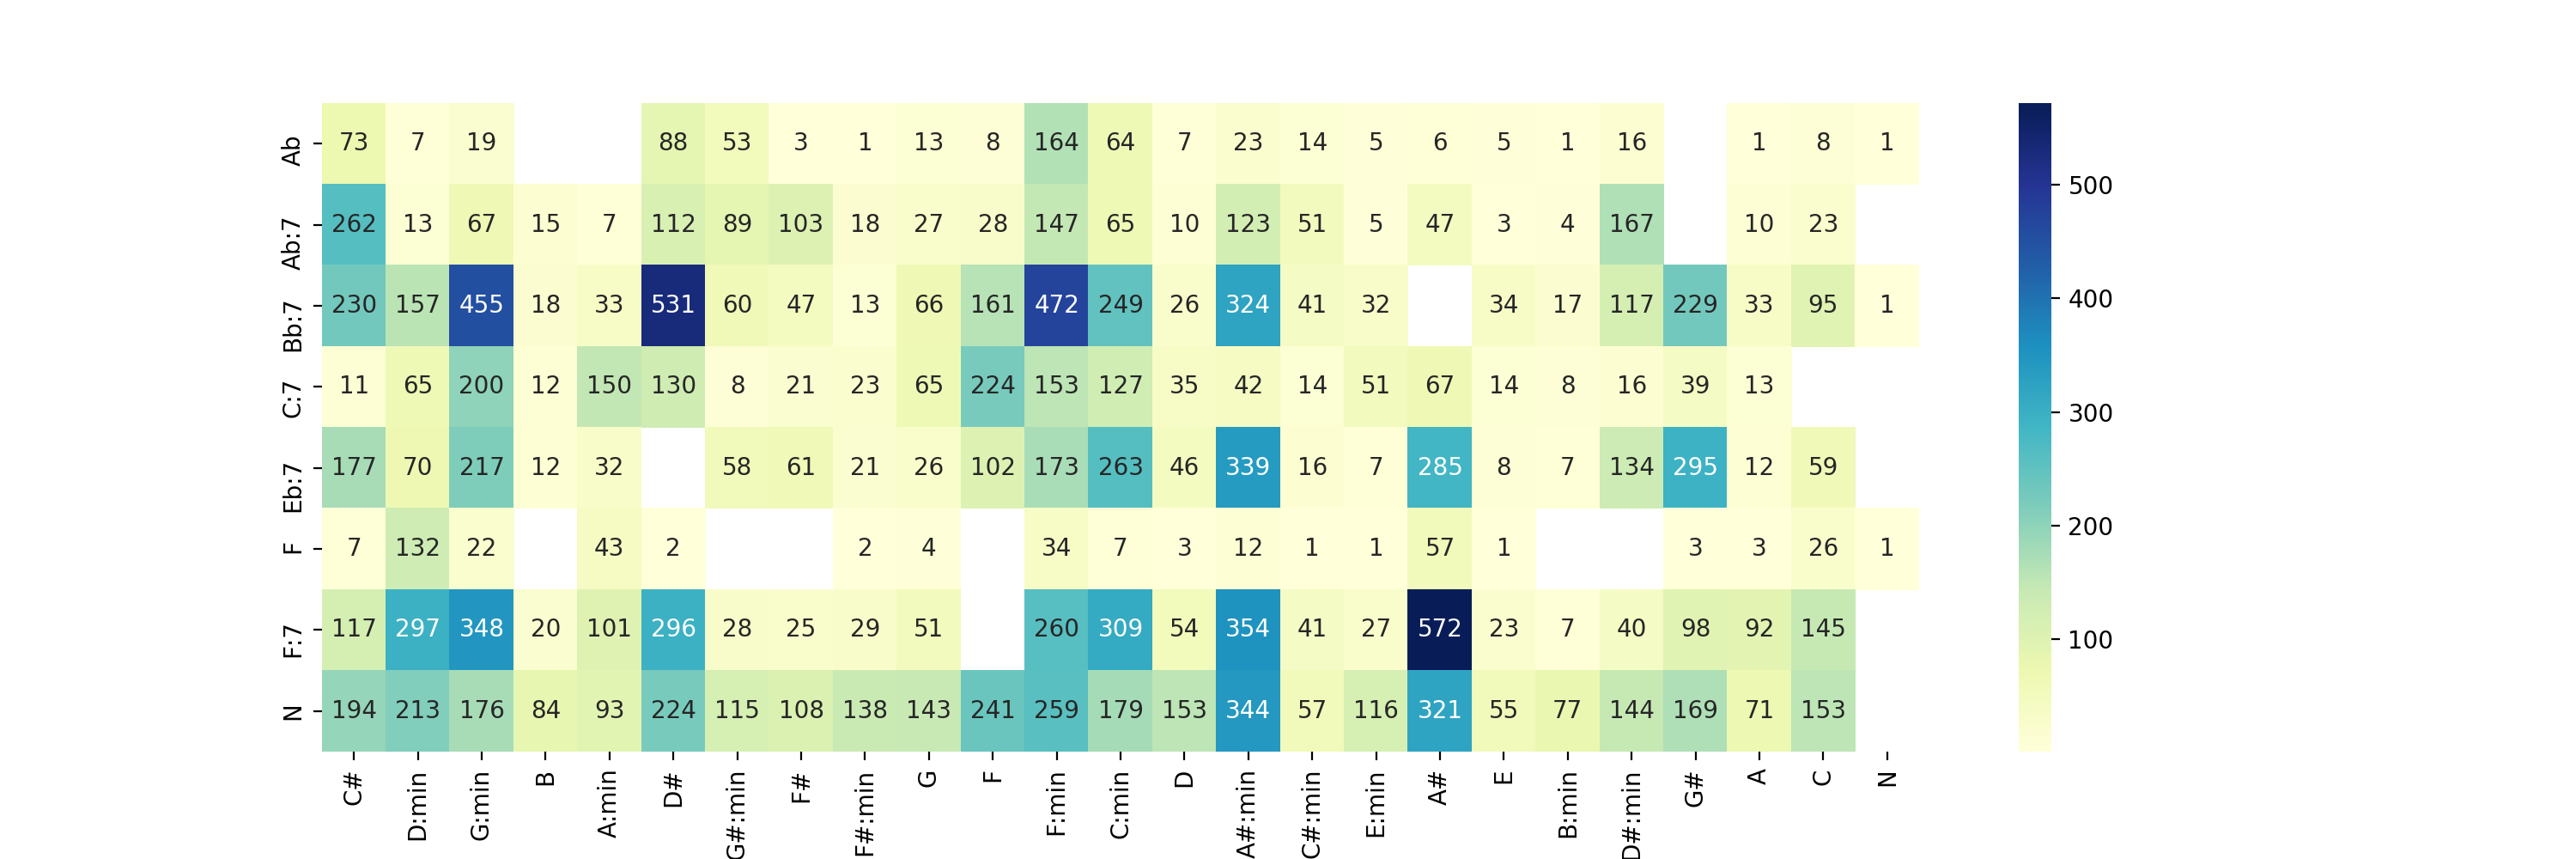 Ab 73 7 19 88 53 3 1 13 8 164 64 7 23 14 5 6 5 1 16 1 8 1
Ab:7 262 13 67 15 7 112 89 103 18 27 28 147 65 10 123 51 5 47 3 4 167 10 23
Bb:7 230 157 455 18 33 531 60 47 13 66 161 472 249 26 324 41 32 34 17 117 229 33 95 1
C:7 11 65 200 12 150 130 8 21 23 65 224 153 127 35 42 14 51 67 14 8 16 39 13
Eb:7 177 70 217 12 32 58 61 21 26 102 173 263 46 339 16 7 285 8 7 134 295 12 59
F 7 132 22 43 2 2 4 34 7 3 12 1 1 57 1 3 3 26 1
F:7 117 297 348 20 101 296 28 25 29 51 260 309 54 354 41 27 572 23 7 40 98 92 145
N 194 213 176 84 93 224 115 108 138 143 241 259 179 153 344 57 116 321 55 77 144 169 71 153
C# D:min G:min B A:min D# G#:min F# F#:min G F F:min C:min D A#:min C#:min E:min A# E B:min D#:min G# A C N
500
400
300
200
100